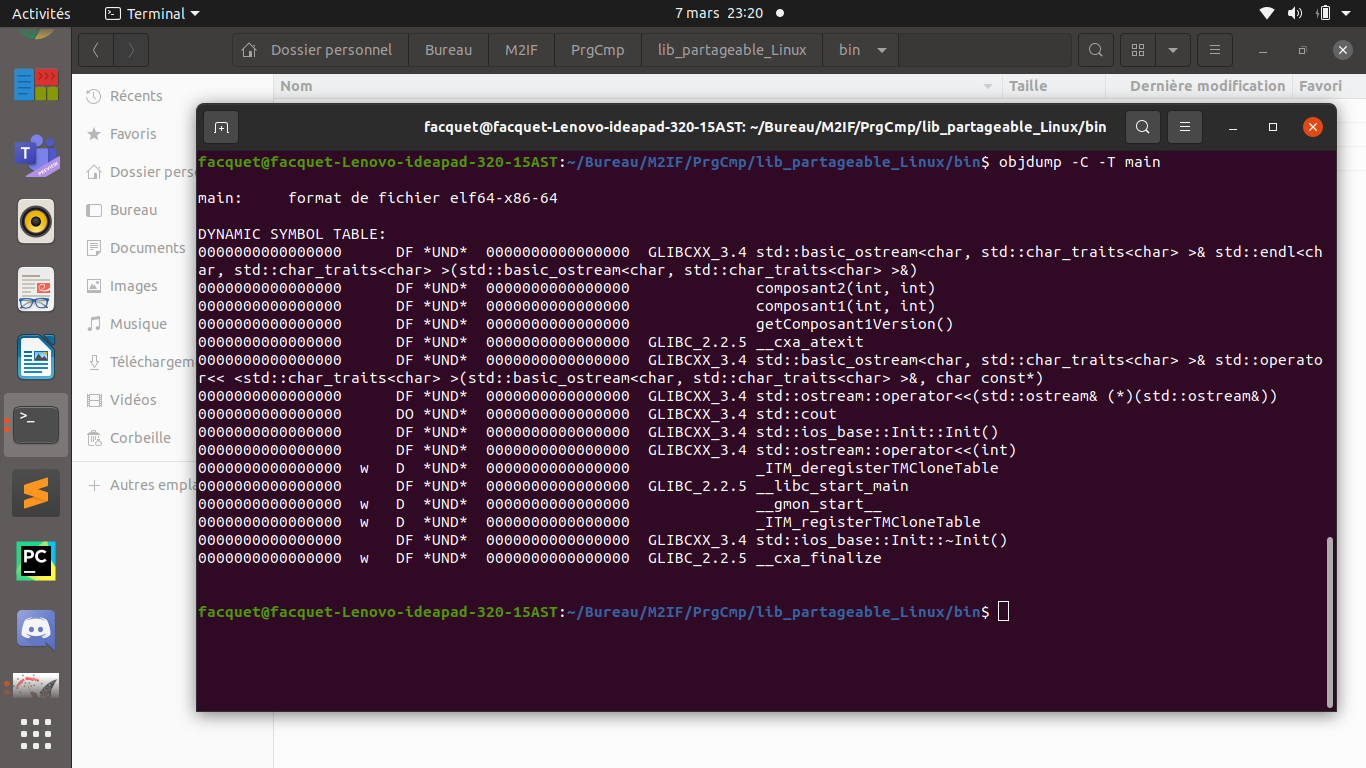 Activités
Terminal
7 mars  23:20
Dossier personnel
Bureau
M2IF
PrgCmp
lib_partageable_Linux
bin
Nom
Taille
Dernière modification
Favori
Récents
Favoris
Dossier pers
Bureau
Documents
Images
Musique
Téléchargem
Vidéos
Corbeille
Autres empla
facquet@facquet-Lenovo-ideapad-320-15AST: ~/Bureau/M2IF/PrgCmp/lib_partageable_Linux/bin
facquet@facquet-Lenovo-ideapad-320-15AST:~/Bureau/M2IF/PrgCmp/lib_partageable_Linux/bin$ objdump -C -T main
main:     format de fichier elf64-x86-64
DYNAMIC SYMBOL TABLE:
0000000000000000      DF *UND*  0000000000000000  GLIBCXX_3.4 std::basic_ostream<char, std::char_traits<char> >& std::endl<ch
ar, std::char_traits<char> >(std::basic_ostream<char, std::char_traits<char> >&)
0000000000000000      DF *UND*  0000000000000000              composant2(int, int)
0000000000000000      DF *UND*  0000000000000000              composant1(int, int)
0000000000000000      DF *UND*  0000000000000000              getComposant1Version()
0000000000000000      DF *UND*  0000000000000000  GLIBC_2.2.5 __cxa_atexit
0000000000000000      DF *UND*  0000000000000000  GLIBCXX_3.4 std::basic_ostream<char, std::char_traits<char> >& std::operato
r<< <std::char_traits<char> >(std::basic_ostream<char, std::char_traits<char> >&, char const*)
0000000000000000      DF *UND*  0000000000000000  GLIBCXX_3.4 std::ostream::operator<<(std::ostream& (*)(std::ostream&))
0000000000000000      DO *UND*  0000000000000000  GLIBCXX_3.4 std::cout
0000000000000000      DF *UND*  0000000000000000  GLIBCXX_3.4 std::ios_base::Init::Init()
0000000000000000      DF *UND*  0000000000000000  GLIBCXX_3.4 std::ostream::operator<<(int)
0000000000000000  w   D  *UND*  0000000000000000              _ITM_deregisterTMCloneTable
0000000000000000      DF *UND*  0000000000000000  GLIBC_2.2.5 __libc_start_main
0000000000000000  w   D  *UND*  0000000000000000              __gmon_start__
0000000000000000  w   D  *UND*  0000000000000000              _ITM_registerTMCloneTable
0000000000000000      DF *UND*  0000000000000000  GLIBCXX_3.4 std::ios_base::Init::~Init()
0000000000000000  w   DF *UND*  0000000000000000  GLIBC_2.2.5 __cxa_finalize
facquet@facquet-Lenovo-ideapad-320-15AST:~/Bureau/M2IF/PrgCmp/lib_partageable_Linux/bin$
T
PREVIEW
>_
PC